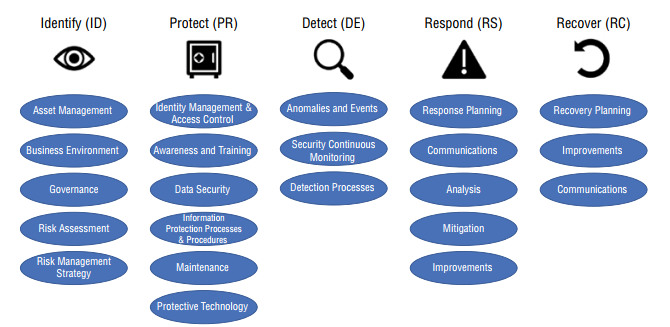 Identify (ID)
Protect (PR)
Detect (DE)
Respond (RS)
Recover (RC)
Asset Management
Business Environment
Governance
Risk Assessment
Risk Management
Strategy
Identity Management &
Access Control
Awareness and Training
Data Security
Information
Protection Processes
& Procedures
Maintenance
Protective Technology
Anomalies and Events
Security Continuous
Monitoring
Detection Processes
Response Planning
Communications
Analysis
Mitigation
Improvements
Recovery Planning
Improvements
Communications